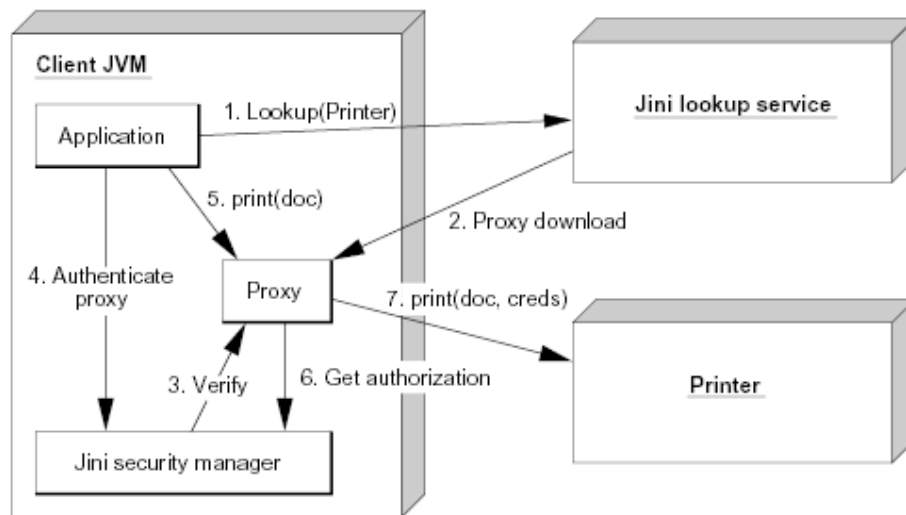 Client JVM
1. Lookup(Printer)
Jini lookup service
Application
5. print(doc)
2. Proxy download
4. Authenticate
proxy
Proxy
7. print(doc, creds)
3. Verify
6. Get authorization
Printer
Jini security manager